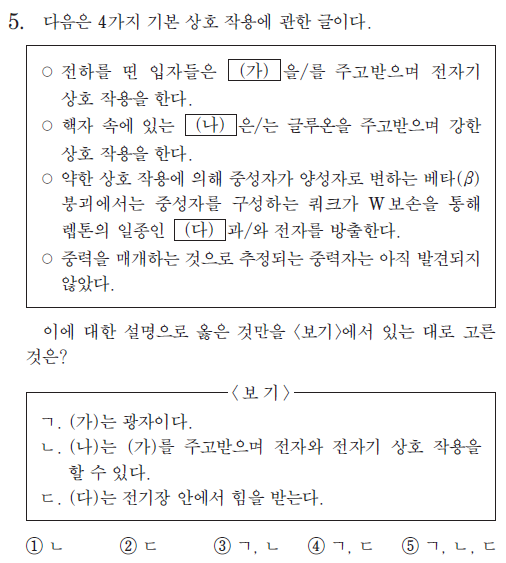 5. 다음은 4가지 기본 상호 작용에 관한 글이다.
○ 전하를 띤 입자들은 (가) 을/를 주고받으며 전자기
상호 작용을 한다.
○ 핵자 속에 있는 (나) 은/는 글루온을 주고받으며 강한
상호 작용을 한다.
○ 약한 상호 작용에 의해 중성자가 양성자로 변하는 베타(β)
붕괴에서는 중성자를 구성하는 쿼크가 W보손을 통해
렙톤의 일종인 (다) 과/와 전자를 방출한다.
○ 중력을 매개하는 것으로 추정되는 중력자는 아직 발견되지
않았다.
이에 대한 설명으로 옳은 것만을 <보기>에서 있는 대로 고른
것은?
<보 기>
ㄱ. (가)는 광자이다.
ㄴ. (나)는 (가)를 주고받으며 전자와 전자기 상호 작용을
할 수 있다.
ㄷ. (다)는 전기장 안에서 힘을 받는다.
① ㄴ ② ㄷ ③ ㄱ, ㄴ ④ ㄱ, ㄷ ⑤ ㄱ, ㄴ, ㄷ